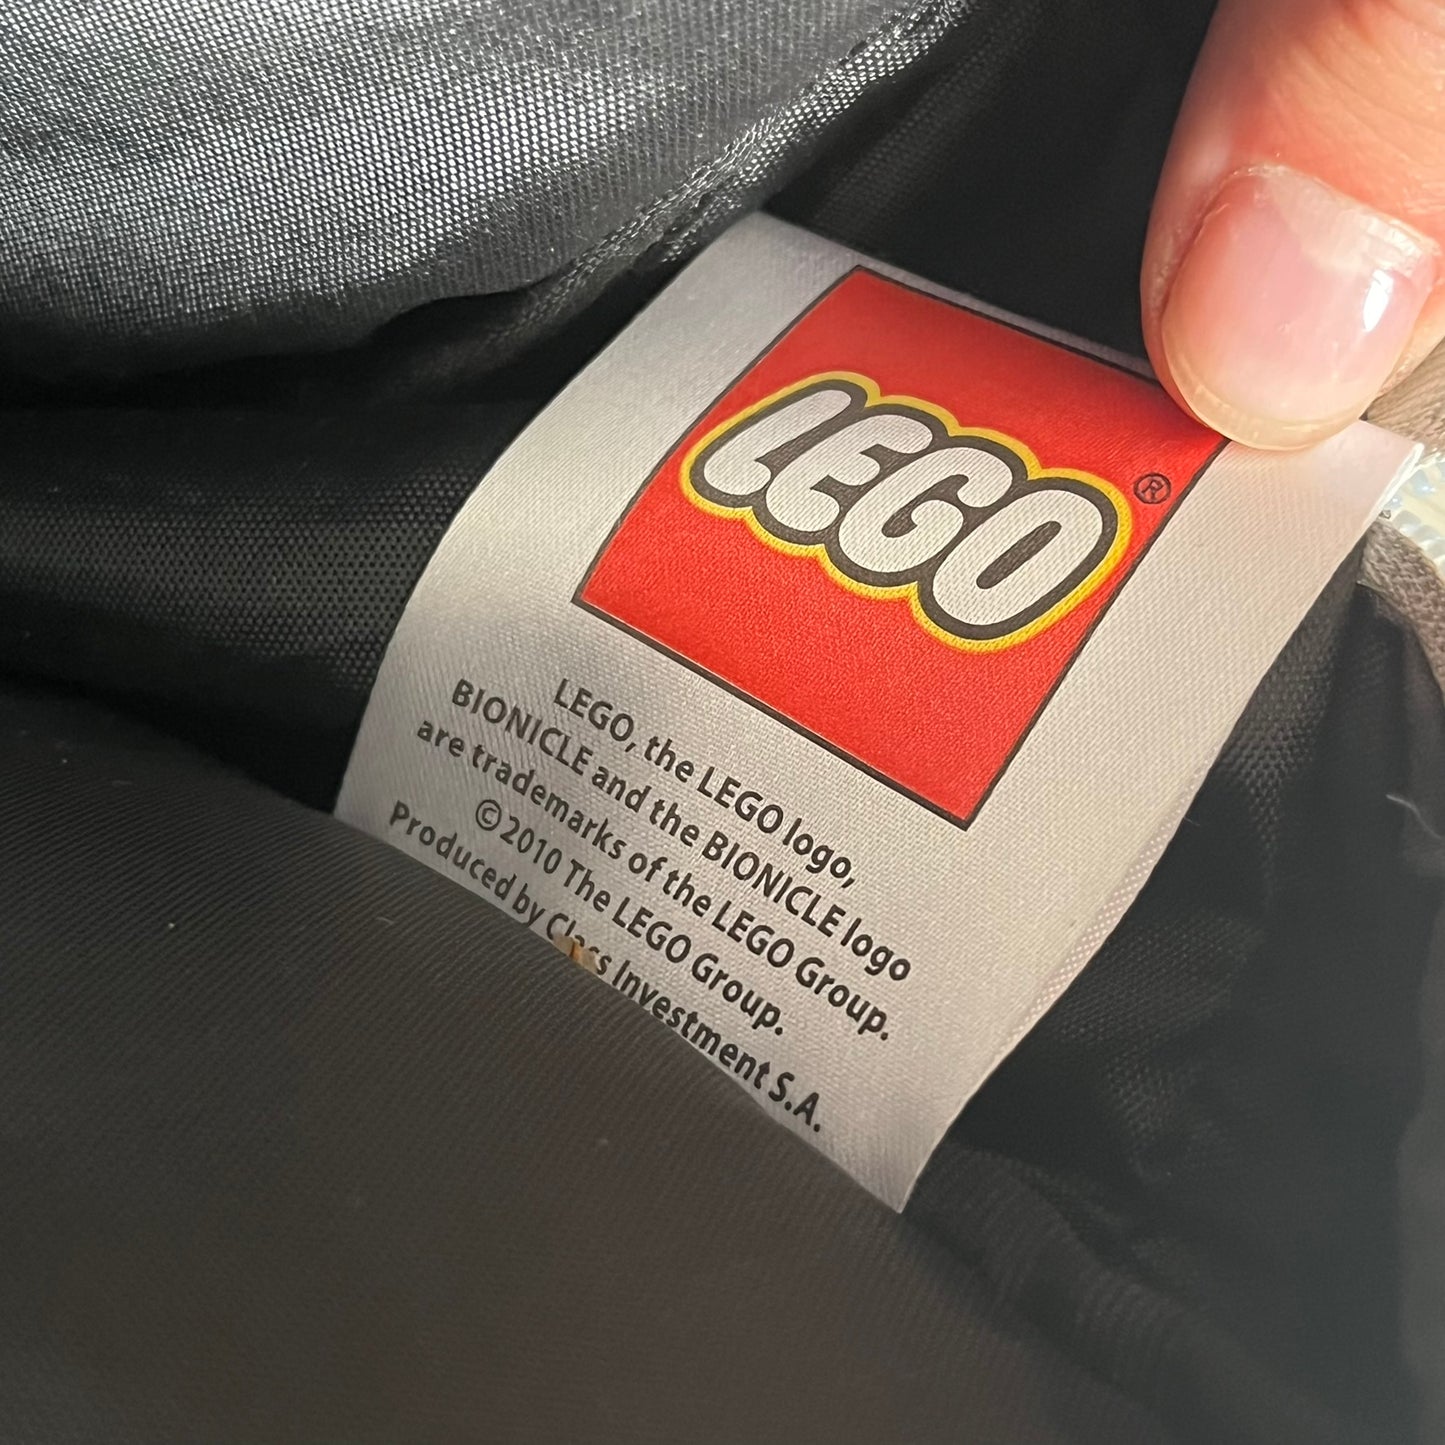 LEGO®
LEGO, the LEGO logo,
BIONICLE and the BIONICLE logo
are trademarks of the LEGO Group.
© 2010 The LEGO Group.
Produced by Class Investment S.A.